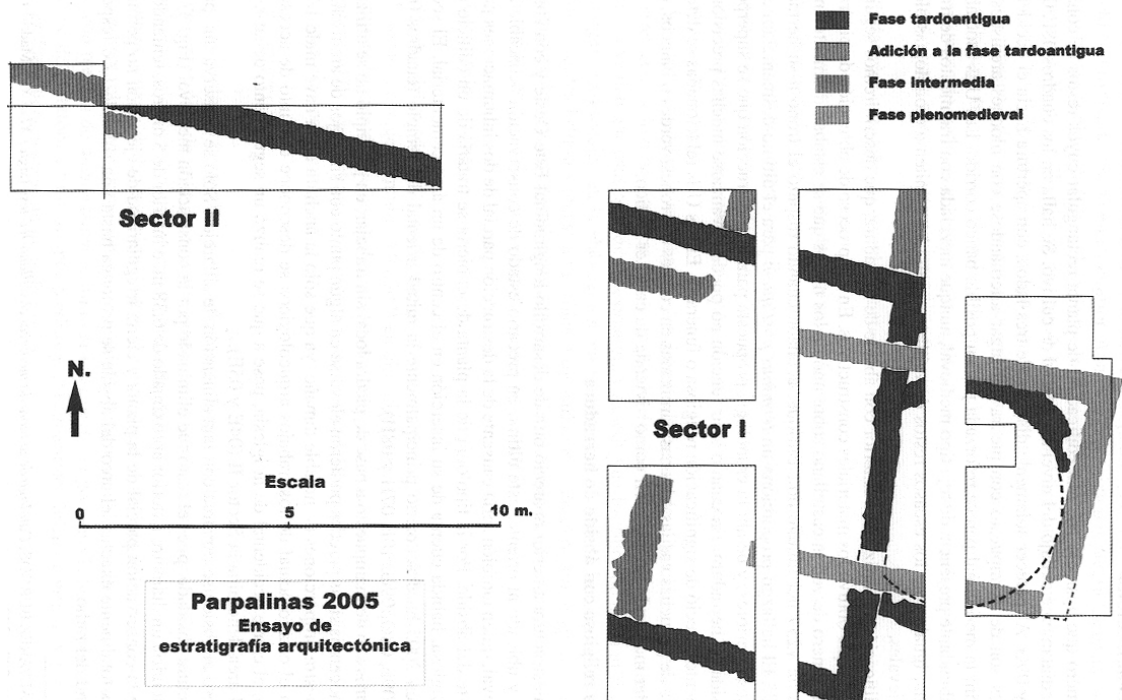 Fase tardoantigua
Adición a la fase tardoantigua
Fase intermedia
Fase plenomedieval
Sector II
Sector I
N.
Escala
0 5 10 m.
Parpalinas 2005
Ensayo de
estratigrafía arquitectónica